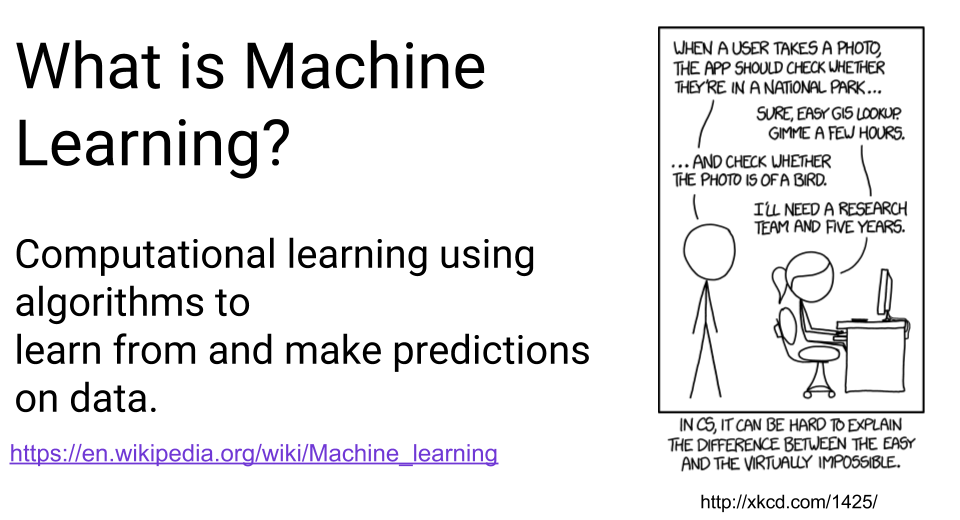 What is Machine
Learning?
Computational learning using
algorithms to
learn from and make predictions
on data.
https://en.wikipedia.org/wiki/Machine_learning
WHEN A USER TAKES A PHOTO,
THE APP SHOULD CHECK WHETHER
THEY'RE IN A NATIONAL PARK...
SURE, EASY GIS LOOKUP.
GIMME A FEW HOURS.
...AND CHECK WHETHER
THE PHOTO IS OF A BIRD.
I'LL NEED A RESEARCH
TEAM AND FIVE YEARS.
IN CS, IT CAN BE HARD TO EXPLAIN
THE DIFFERENCE BETWEEN THE EASY
AND THE VIRTUALLY IMPOSSIBLE.
http://xkcd.com/1425/